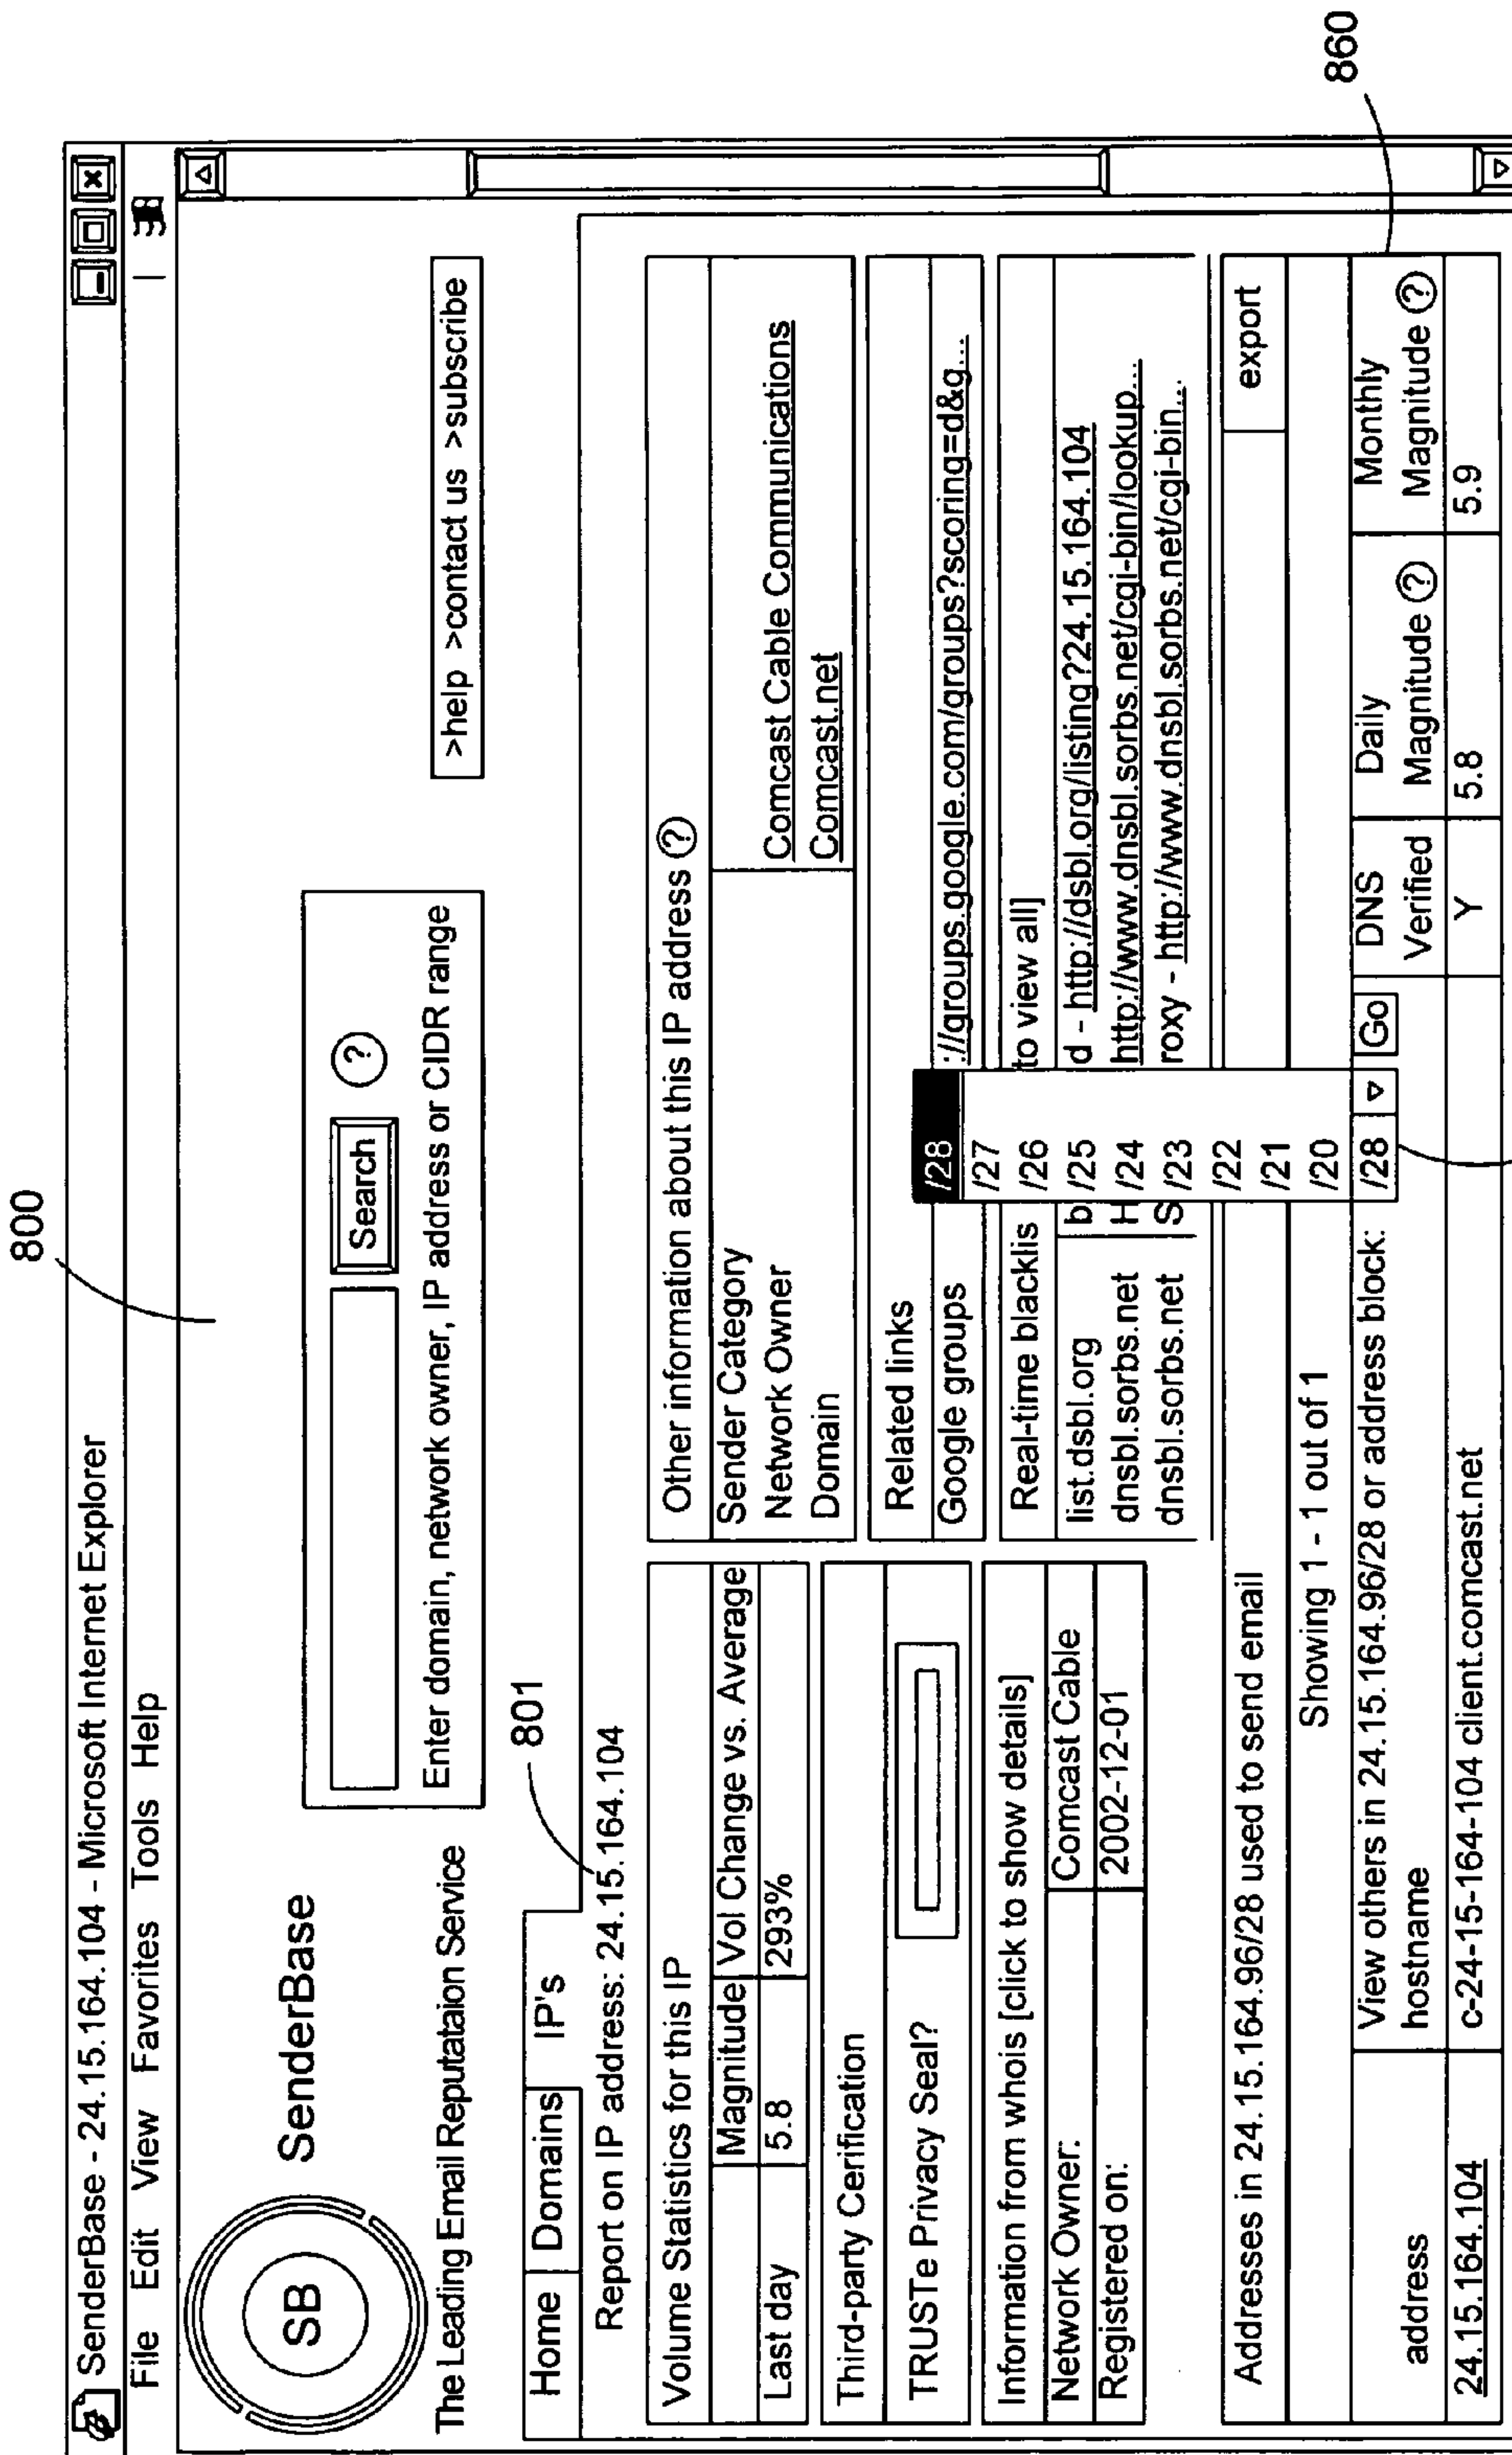 800
SenderBase - 24.15.164.104 - Microsoft Internet Explorer
File Edit View Favorites Tools Help
SB
SenderBase
The Leading Email Reputataion Service
Search ?
Enter domain, network owner, IP address or CIDR range
>help >contact us >subscribe
Home Domains IP's
801
Report on IP address: 24.15.164.104
Volume Statistics for this IP
Magnitude Vol Change vs. Average
Last day 5.8 293%
Third-party Cerification
TRUSTe Privacy Seal?
Information from whois [click to show details]
Network Owner: Comcast Cable
Registered on: 2002-12-01
Other information about this IP address ?
Sender Category
Network Owner Comcast Cable Communications
Domain Comcast.net
Related links
Google groups ://groups.google.com/groups?scoring=d&g...
Real-time blacklis to view all]
list.dsbl.org b d - http://dsbl.org/listing?24.15.164.104
dnsbl.sorbs.net H http://www.dnsbl.sorbs.net/cgi-bin/lookup...
dnsbl.sorbs.net S roxy - http://www.dnsbl.sorbs.net/cgi-bin...
/28
/27
/26
/25
/24
/23
/22
/21
/20
Addresses in 24.15.164.96/28 used to send email export
Showing 1 - 1 out of 1
860
View others in 24.15.164.96/28 or address block: /28 Go
address hostname DNS Verified Daily Magnitude ? Monthly Magnitude ?
24.15.164.104 c-24-15-164-104 client.comcast.net Y 5.8 5.9